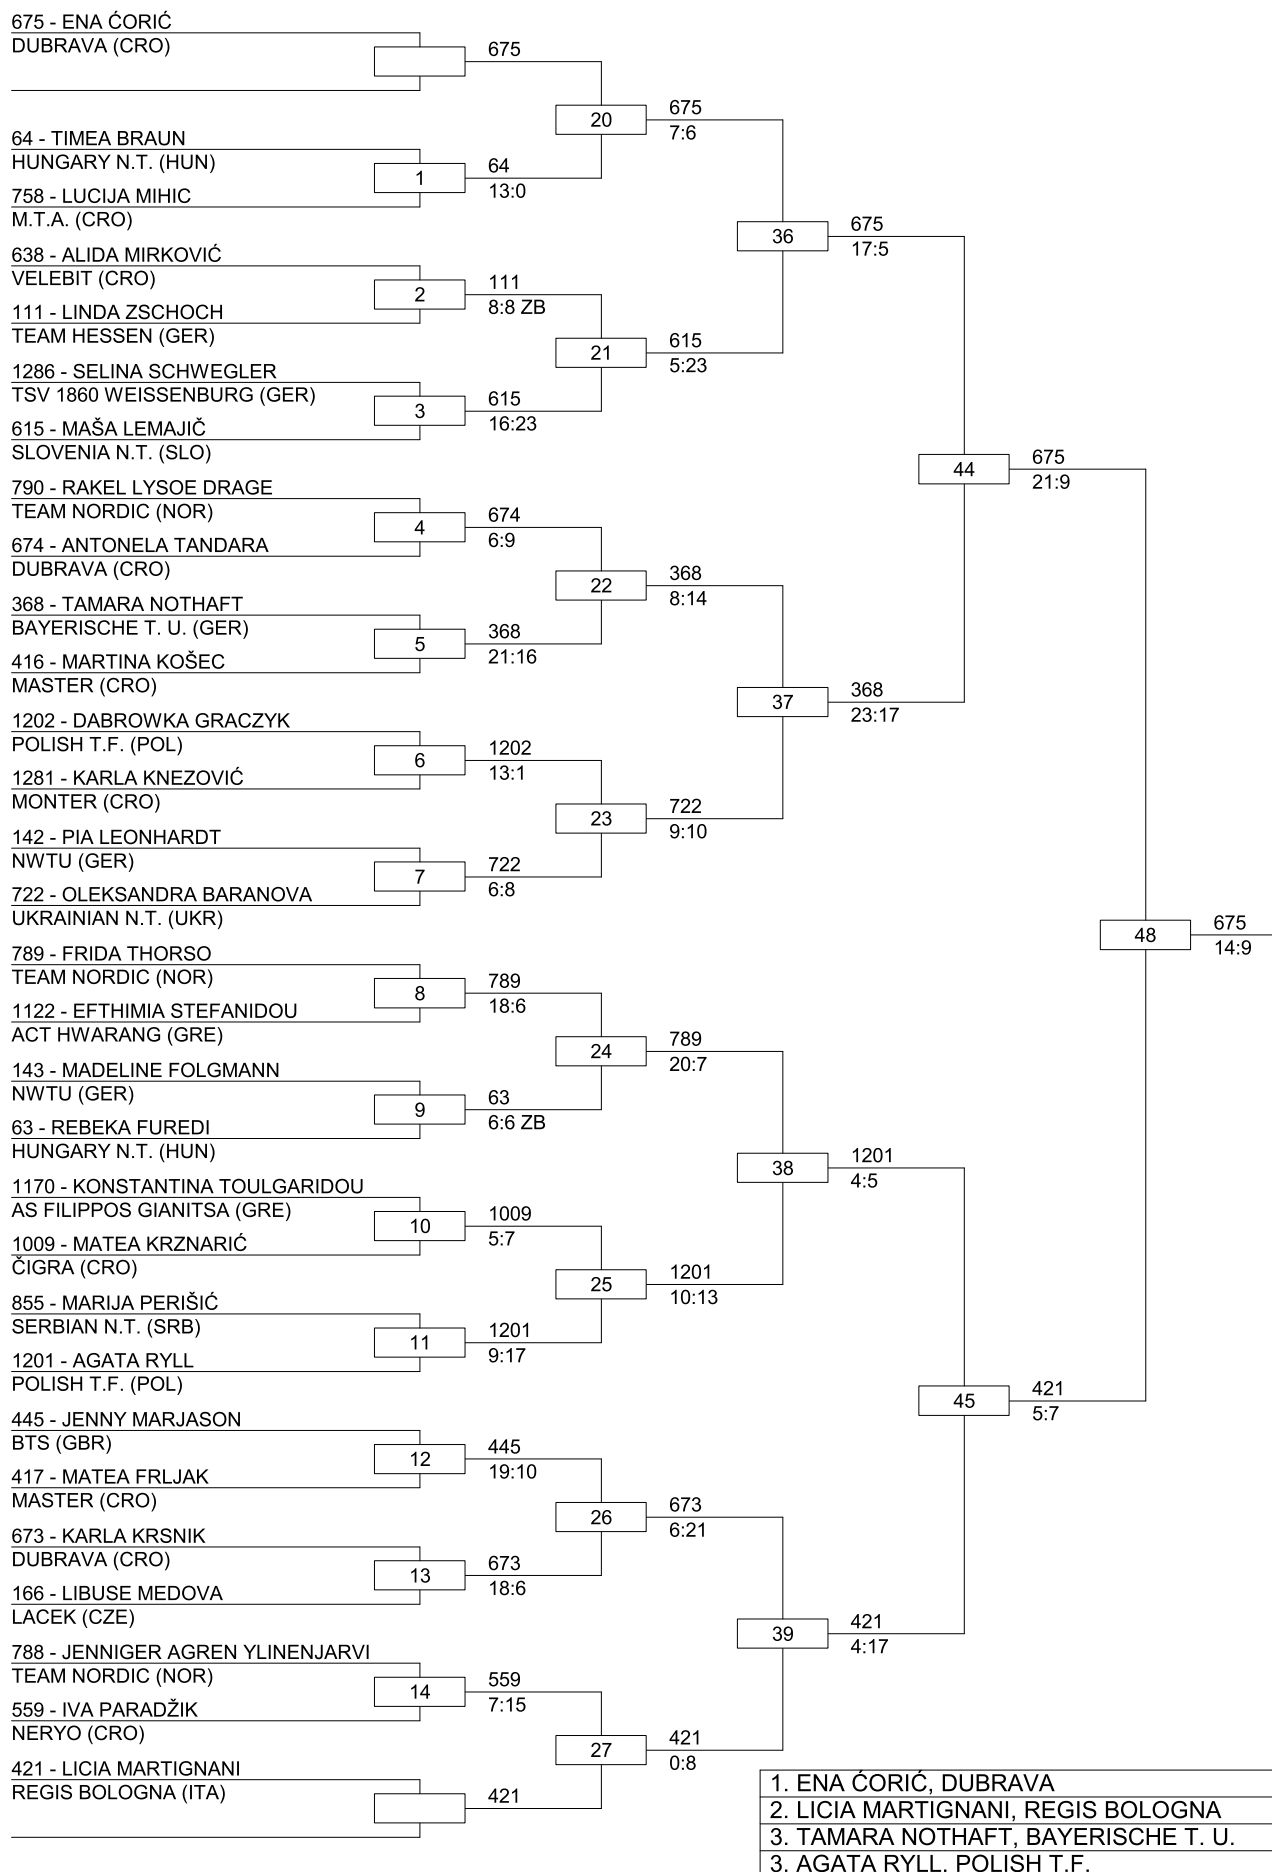 675 - ENA ĆORIĆ
DUBRAVA (CRO)
675
20
675
7:6
64 - TIMEA BRAUN
HUNGARY N.T. (HUN)
1
64
13:0
758 - LUCIJA MIHIC
M.T.A. (CRO)
36
675
17:5
638 - ALIDA MIRKOVIĆ
VELEBIT (CRO)
2
111
8:8 ZB
111 - LINDA ZSCHOCH
TEAM HESSEN (GER)
21
615
5:23
1286 - SELINA SCHWEGLER
TSV 1860 WEISSENBURG (GER)
3
615
16:23
615 - MAŠA LEMAJIČ
SLOVENIA N.T. (SLO)
44
675
21:9
790 - RAKEL LYSOE DRAGE
TEAM NORDIC (NOR)
4
674
6:9
674 - ANTONELA TANDARA
DUBRAVA (CRO)
22
368
8:14
368 - TAMARA NOTHAFT
BAYERISCHE T. U. (GER)
5
368
21:16
416 - MARTINA KOŠEC
MASTER (CRO)
37
368
23:17
1202 - DABROWKA GRACZYK
POLISH T.F. (POL)
6
1202
13:1
1281 - KARLA KNEZOVIĆ
MONTER (CRO)
23
722
9:10
142 - PIA LEONHARDT
NWTU (GER)
7
722
6:8
722 - OLEKSANDRA BARANOVA
UKRAINIAN N.T. (UKR)
48
675
14:9
789 - FRIDA THORSO
TEAM NORDIC (NOR)
8
789
18:6
1122 - EFTHIMIA STEFANIDOU
ACT HWARANG (GRE)
24
789
20:7
143 - MADELINE FOLGMANN
NWTU (GER)
9
63
6:6 ZB
63 - REBEKA FUREDI
HUNGARY N.T. (HUN)
38
1201
4:5
1170 - KONSTANTINA TOULGARIDOU
AS FILIPPOS GIANITSA (GRE)
10
1009
5:7
1009 - MATEA KRZNARIĆ
ČIGRA (CRO)
25
1201
10:13
855 - MARIJA PERIŠIĆ
SERBIAN N.T. (SRB)
11
1201
9:17
1201 - AGATA RYLL
POLISH T.F. (POL)
45
421
5:7
445 - JENNY MARJASON
BTS (GBR)
12
445
19:10
417 - MATEA FRLJAK
MASTER (CRO)
26
673
6:21
673 - KARLA KRSNIK
DUBRAVA (CRO)
13
673
18:6
166 - LIBUSE MEDOVA
LACEK (CZE)
39
421
4:17
788 - JENNIGER AGREN YLINENJARVI
TEAM NORDIC (NOR)
14
559
7:15
559 - IVA PARADŽIK
NERYO (CRO)
27
421
0:8
421 - LICIA MARTIGNANI
REGIS BOLOGNA (ITA)
421
1. ENA ĆORIĆ, DUBRAVA
2. LICIA MARTIGNANI, REGIS BOLOGNA
3. TAMARA NOTHAFT, BAYERISCHE T. U.
3. AGATA RYLL, POLISH T.F.